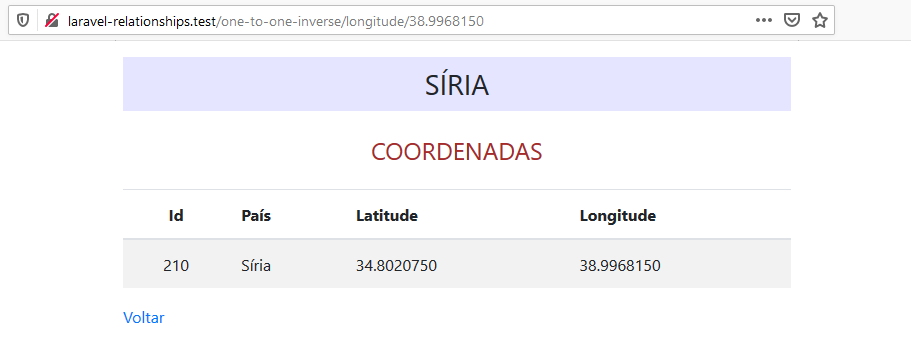 laravel-relationships.test/one-to-one-inverse/longitude/38.9968150
SÍRIA
COORDENADAS
Id País Latitude Longitude
210 Síria 34.8020750 38.9968150
Voltar